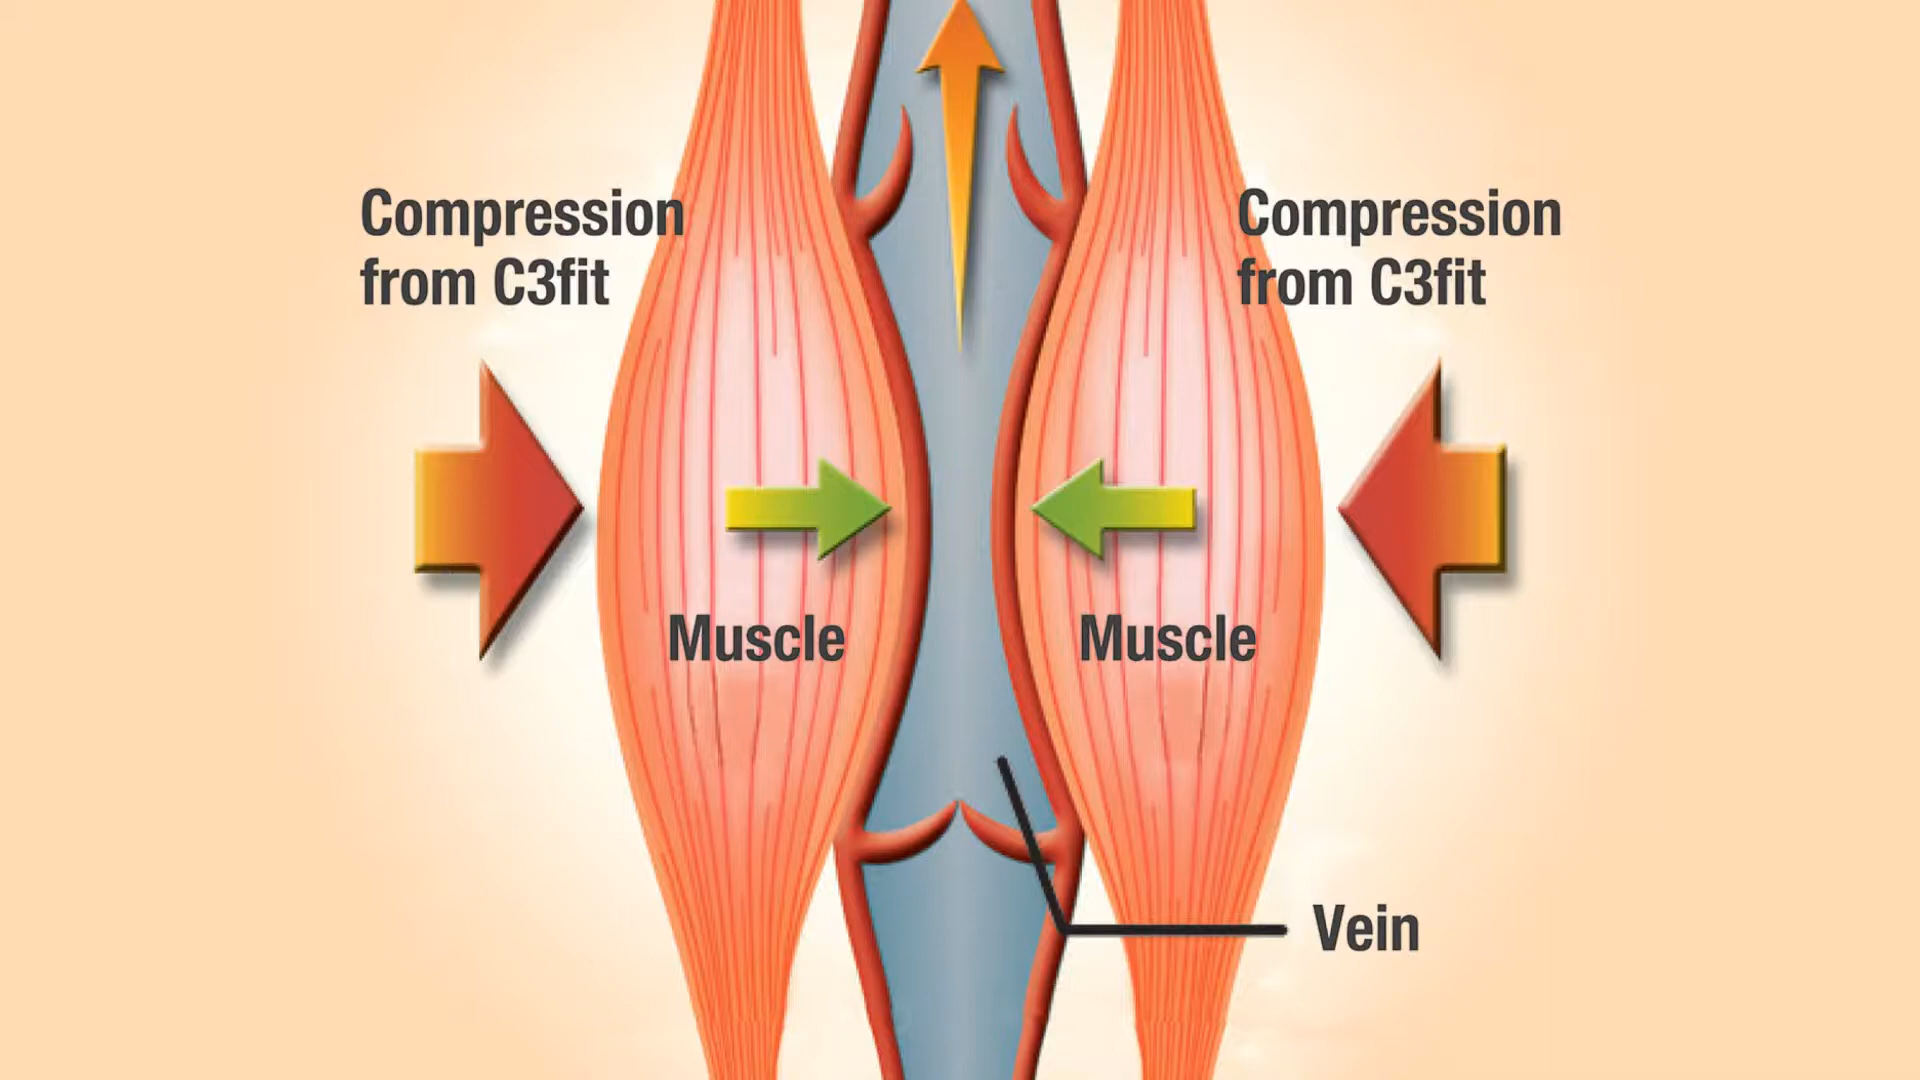 Compression
from C3fit
Compression
from C3fit
Muscle
Muscle
Vein